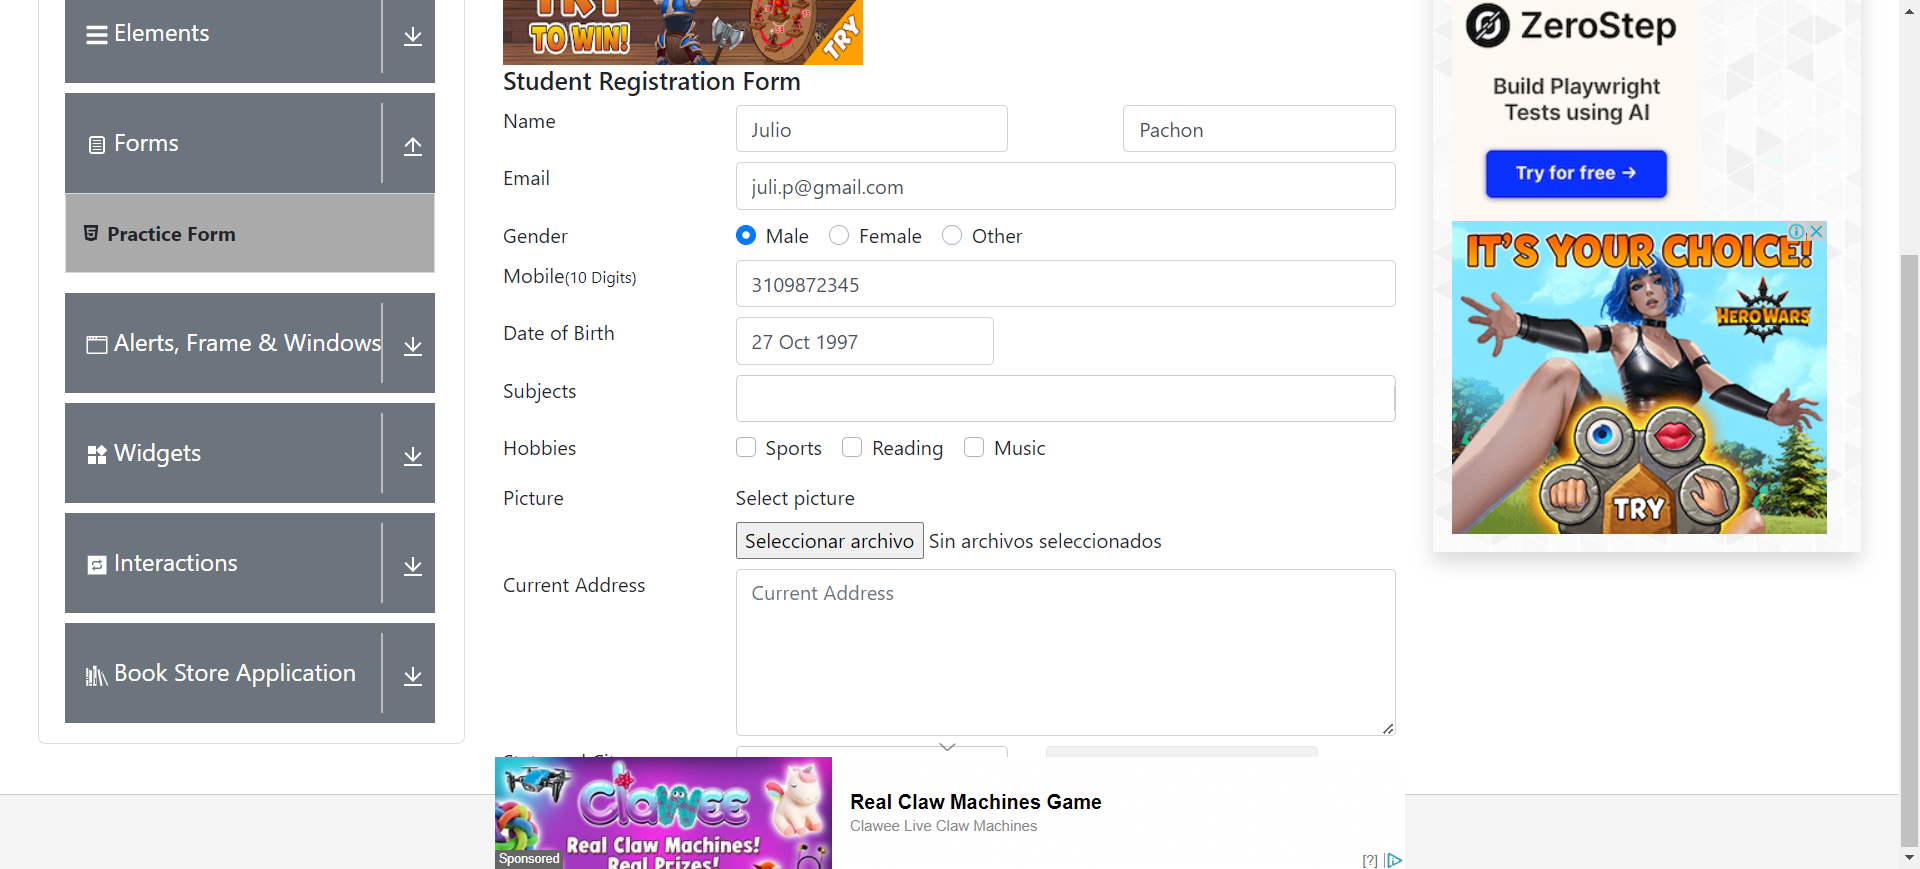 Elements
Forms
Practice Form
Alerts, Frame & Windows
Widgets
Interactions
Book Store Application
TO WIN!
TRY
Student Registration Form
Name
Julio
Pachon
Email
juli.p@gmail.com
Gender
Male
Female
Other
Mobile(10 Digits)
3109872345
Date of Birth
27 Oct 1997
Subjects
Hobbies
Sports
Reading
Music
Picture
Select picture
Seleccionar archivo
Sin archivos seleccionados
Current Address
Current Address
ClaWee
Real Claw Machines!
Real Prizes!
Sponsored
Real Claw Machines Game
Clawee Live Claw Machines
[?]
ZeroStep
Build Playwright
Tests using AI
Try for free →
IT'S YOUR CHOICE!
HERO WARS
TRY